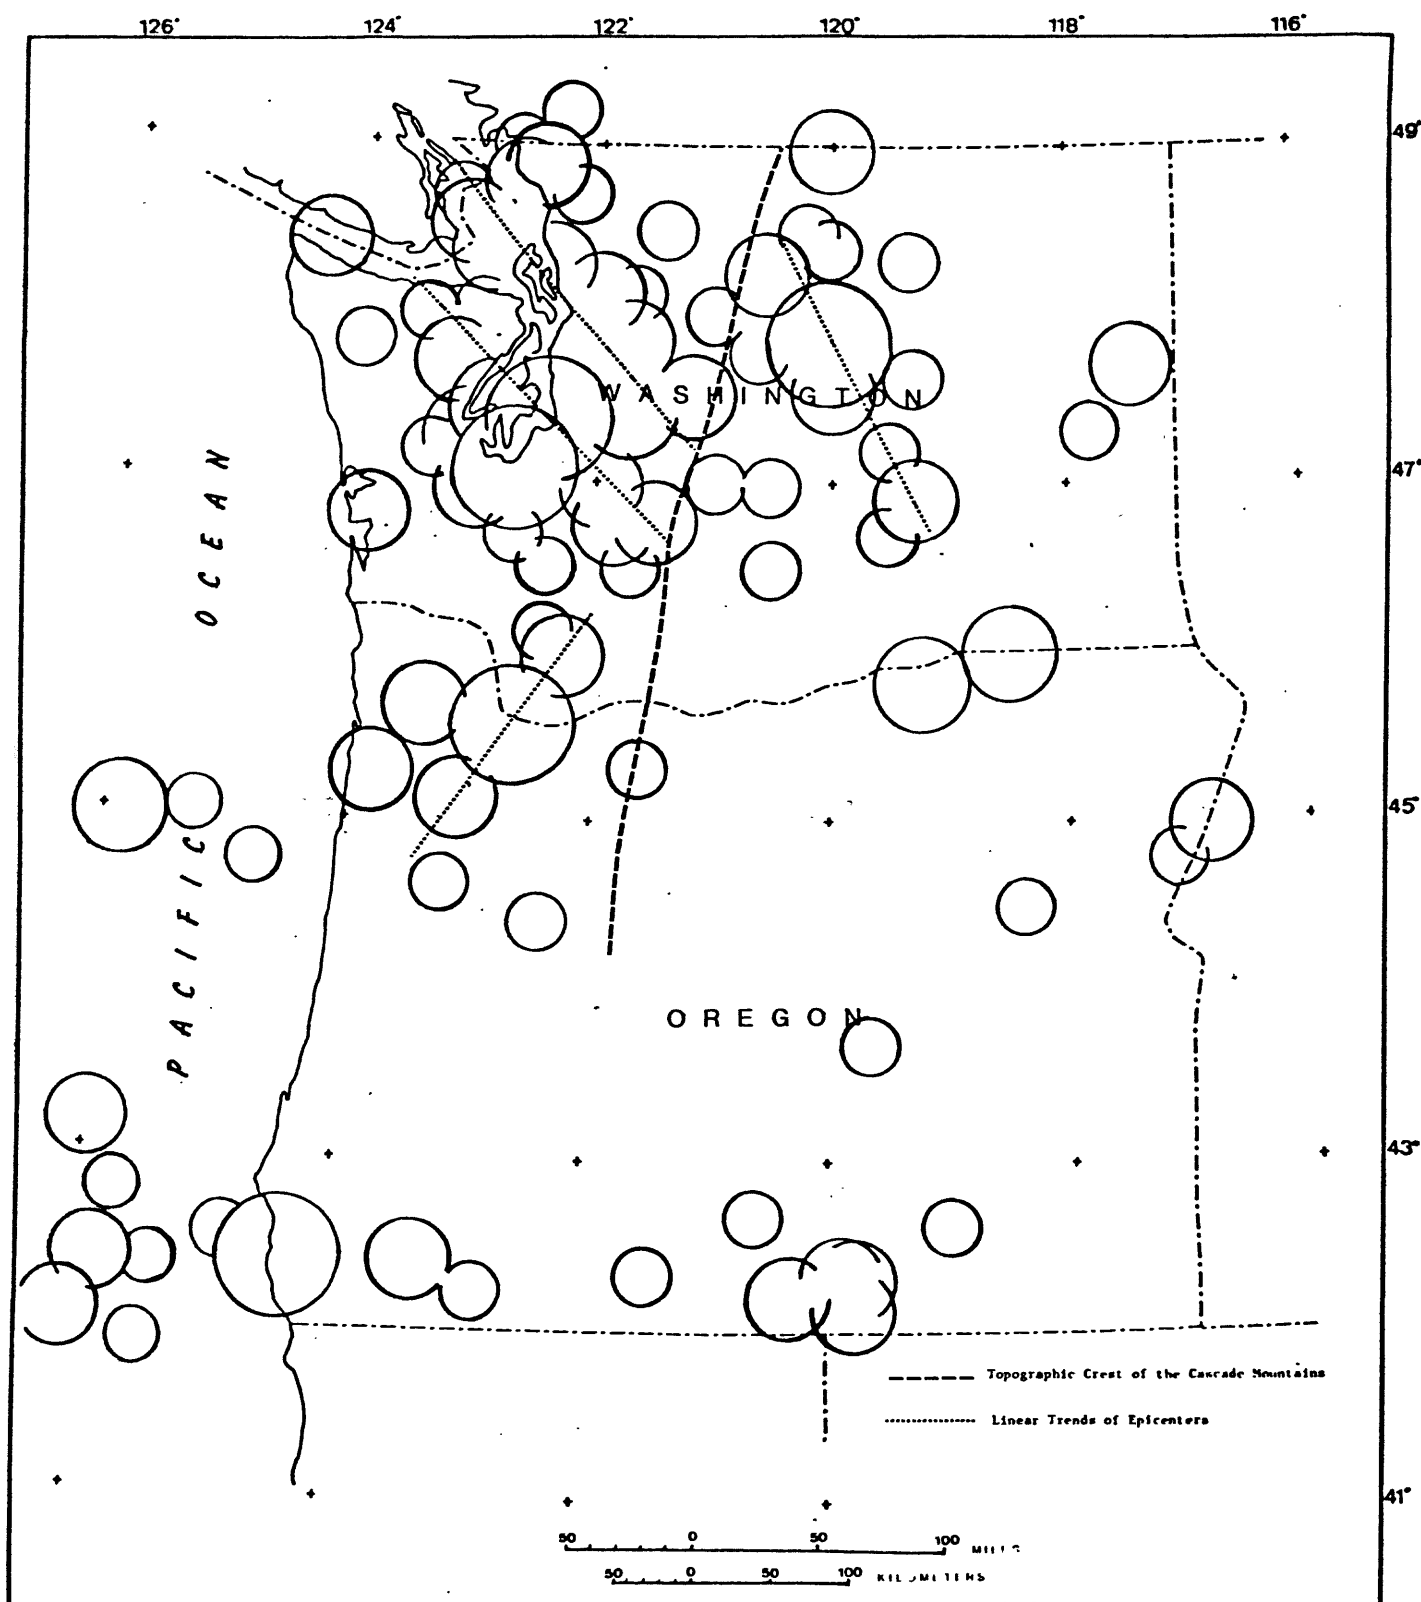 126° 124° 122° 120° 118° 116°
49°
WASHINGTON
47°
PACIFIC OCEAN
45°
OREGON
43°
Topographic Crest of the Cascade Mountains
Linear Trends of Epicenters
41°
50 0 50 100
50 0 50 100 KILOMETERS